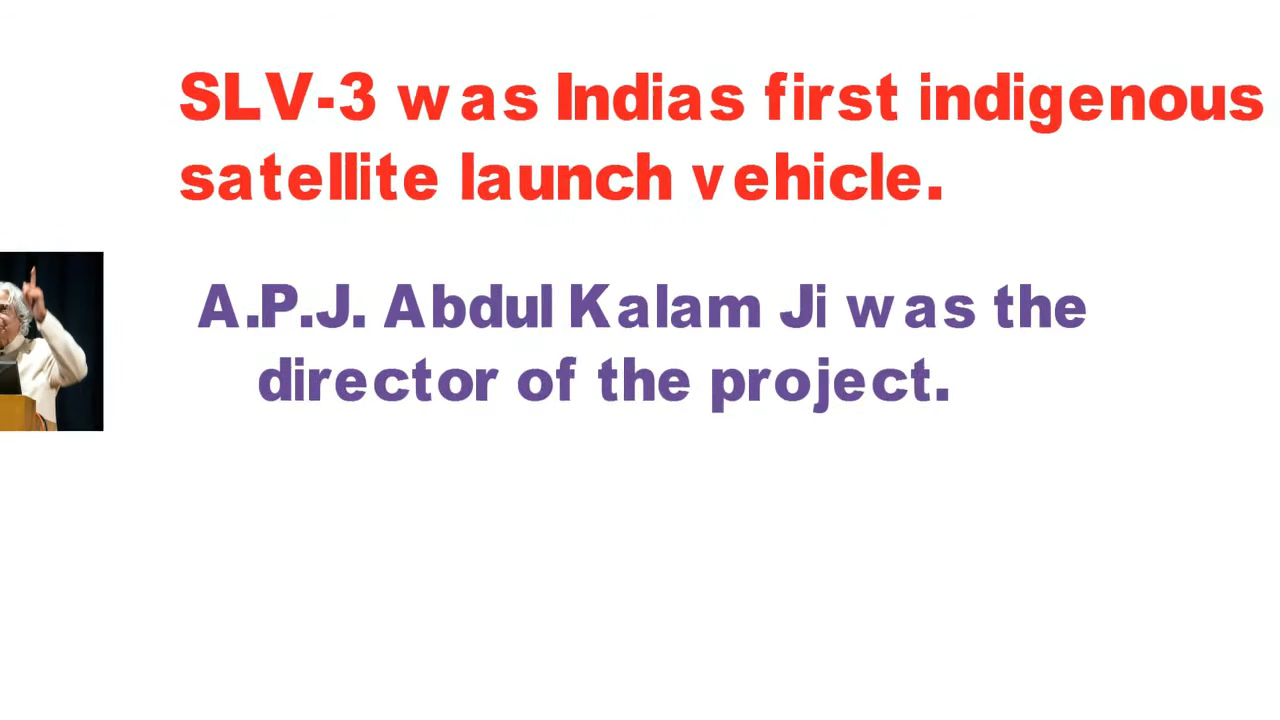 SLV-3 was Indias first indigenous
satellite launch vehicle.
A.P.J. Abdul Kalam Ji was the
director of the project.